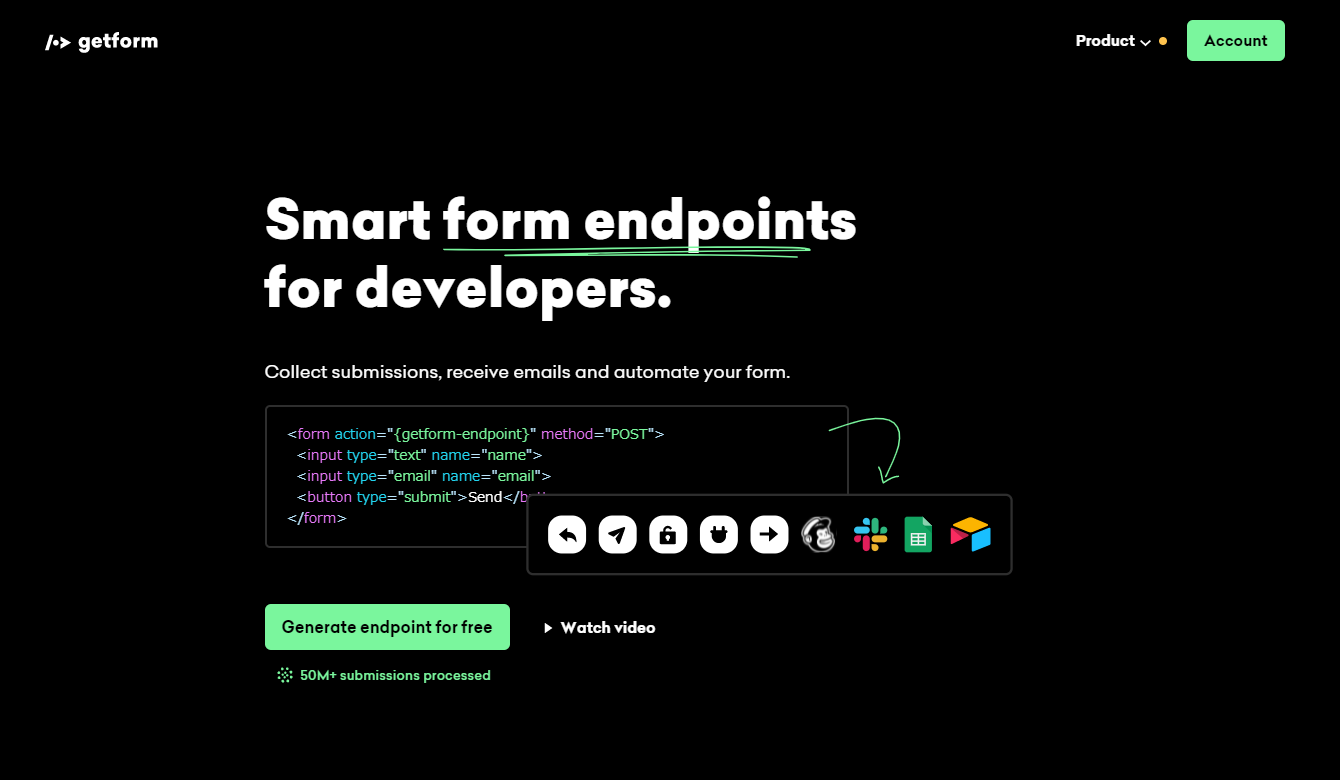 getform
Product
Account
Smart form endpoints
for developers.
Collect submissions, receive emails and automate your form.
<form action="{getform-endpoint}" method="POST">
<input type="text" name="name">
<input type="email" name="email">
<button type="submit">Send</
</form>
Generate endpoint for free
Watch video
50M+ submissions processed